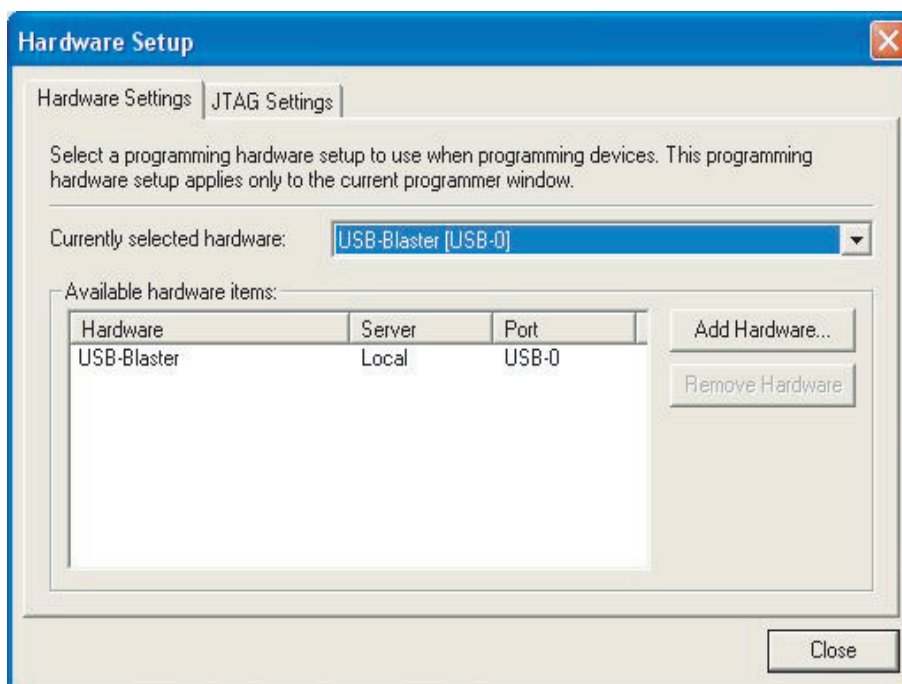 Hardware Setup
Hardware Settings
JTAG Settings
Select a programming hardware setup to use when programming devices. This programming
hardware setup applies only to the current programmer window.
Currently selected hardware:
USB-Blaster [USB-0]
Available hardware items:
Hardware Server Port
USB-Blaster Local USB-0
Add Hardware...
Remove Hardware
Close